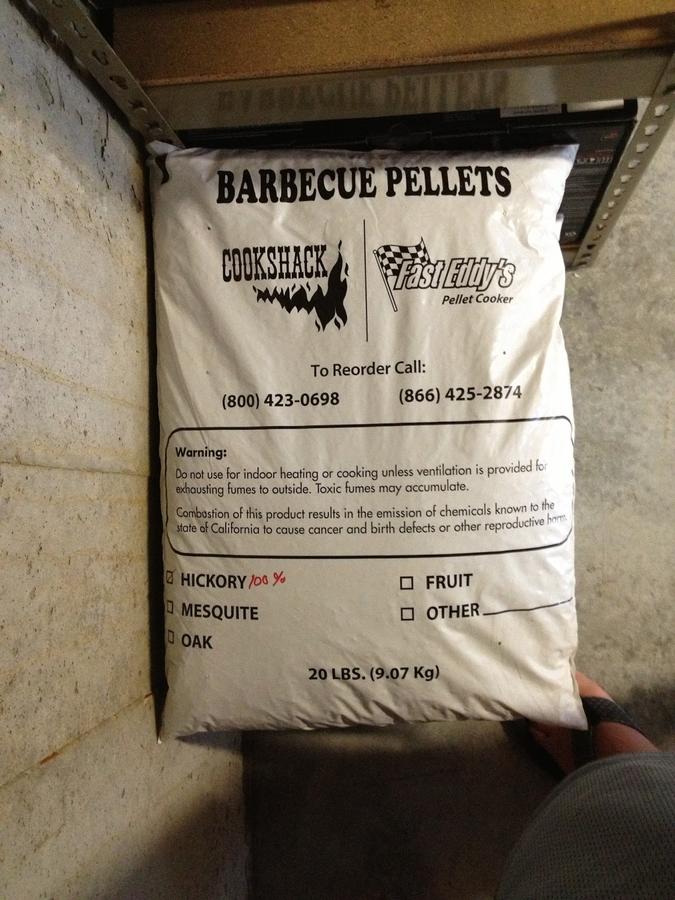 BARBECUE PELLETS
COOKSHACK
Fast Eddy's
Pellet Cooker
To Reorder Call:
(800) 423-0698 (866) 425-2874
Warning:
Do not use for indoor heating or cooking unless ventilation is provided for
exhausting fumes to outside. Toxic fumes may accumulate.
Combustion of this product results in the emission of chemicals known to the
state of California to cause cancer and birth defects or other reproductive harm.
HICKORY 100 % FRUIT
MESQUITE OTHER
OAK
20 LBS. (9.07 Kg)